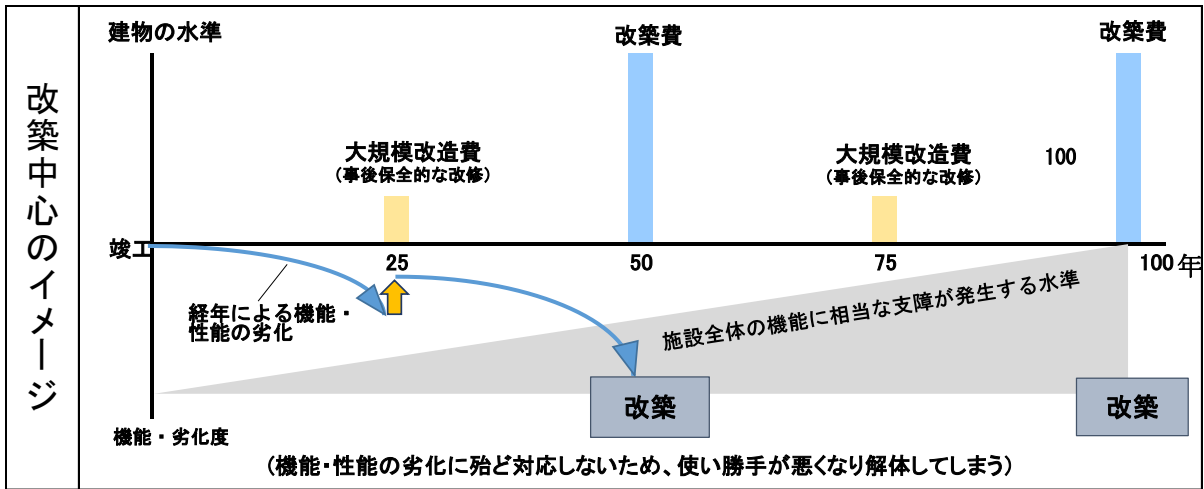 改築中心のイメージ
建物の水準
改築費
改築費
大規模改造費
(事後保全的な改修)
大規模改造費
(事後保全的な改修)
100
竣工
25
50
75
100 年
経年による機能・
性能の劣化
施設全体の機能に相当な支障が発生する水準
改築
改築
機能・劣化度
(機能・性能の劣化に殆ど対応しないため、使い勝手が悪くなり解体してしまう)